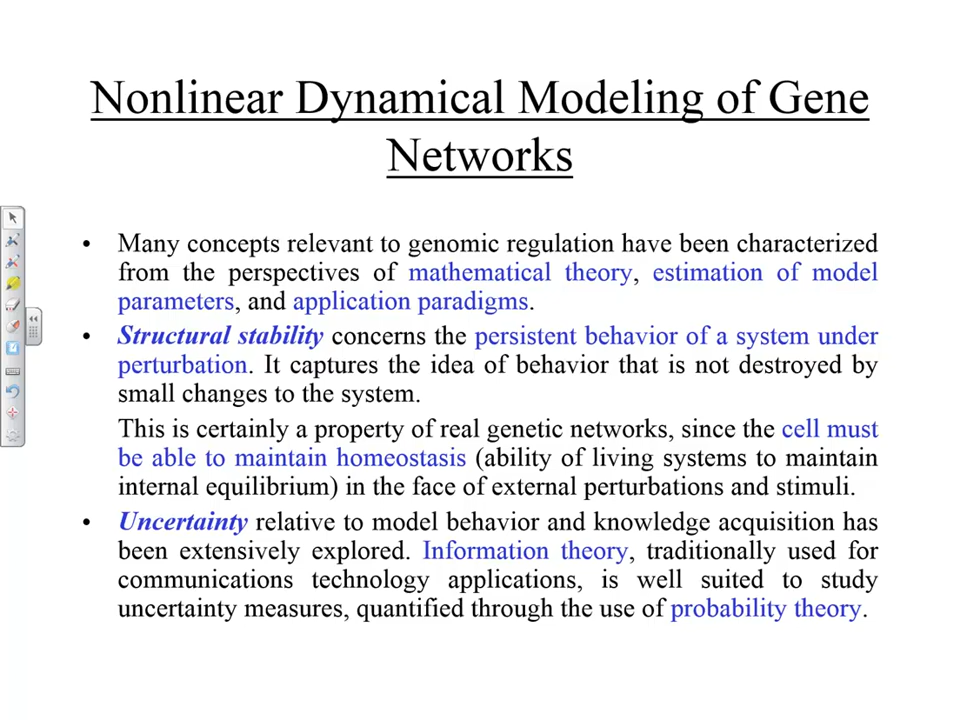 Nonlinear Dynamical Modeling of Gene
Networks
• Many concepts relevant to genomic regulation have been characterized
from the perspectives of mathematical theory, estimation of model
parameters, and application paradigms.
• Structural stability concerns the persistent behavior of a system under
perturbation. It captures the idea of behavior that is not destroyed by
small changes to the system.
This is certainly a property of real genetic networks, since the cell must
be able to maintain homeostasis (ability of living systems to maintain
internal equilibrium) in the face of external perturbations and stimuli.
• Uncertainty relative to model behavior and knowledge acquisition has
been extensively explored. Information theory, traditionally used for
communications technology applications, is well suited to study
uncertainty measures, quantified through the use of probability theory.